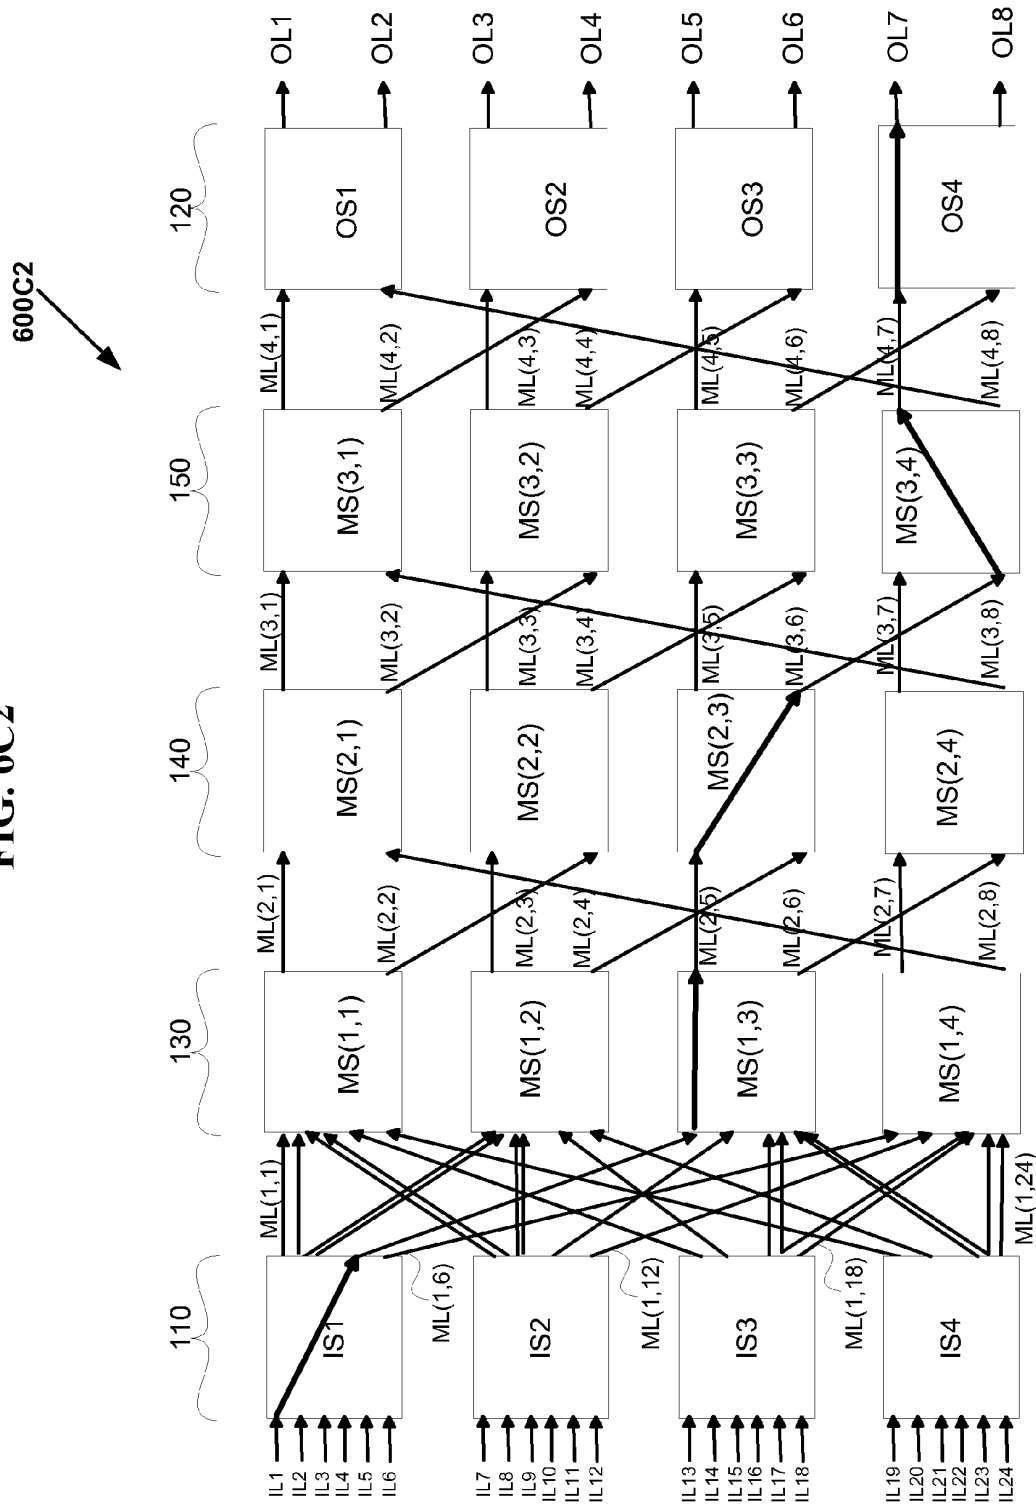 600C2
FIG. 6C2
120
OL1
OL2
OL3
OL4
OL5
OL6
OL7
OL8
OS1
OS2
OS3
OS4
ML(4,1)
ML(4,2)
ML(4,3)
ML(4,4)
ML(4,5)
ML(4,6)
ML(4,7)
ML(4,8)
150
MS(3,1)
MS(3,2)
MS(3,3)
MS(3,4)
ML(3,1)
ML(3,2)
ML(3,3)
ML(3,4)
ML(3,5)
ML(3,6)
ML(3,7)
ML(3,8)
140
MS(2,1)
MS(2,2)
MS(2,3)
MS(2,4)
ML(2,1)
ML(2,2)
ML(2,3)
ML(2,4)
ML(2,5)
ML(2,6)
ML(2,7)
ML(2,8)
130
MS(1,1)
MS(1,2)
MS(1,3)
MS(1,4)
ML(1,1)
ML(1,6)
ML(1,12)
ML(1,18)
ML(1,24)
110
IS1
IS2
IS3
IS4
IL1
IL2
IL3
IL4
IL5
IL6
IL7
IL8
IL9
IL10
IL11
IL12
IL13
IL14
IL15
IL16
IL17
IL18
IL19
IL20
IL21
IL22
IL23
IL24